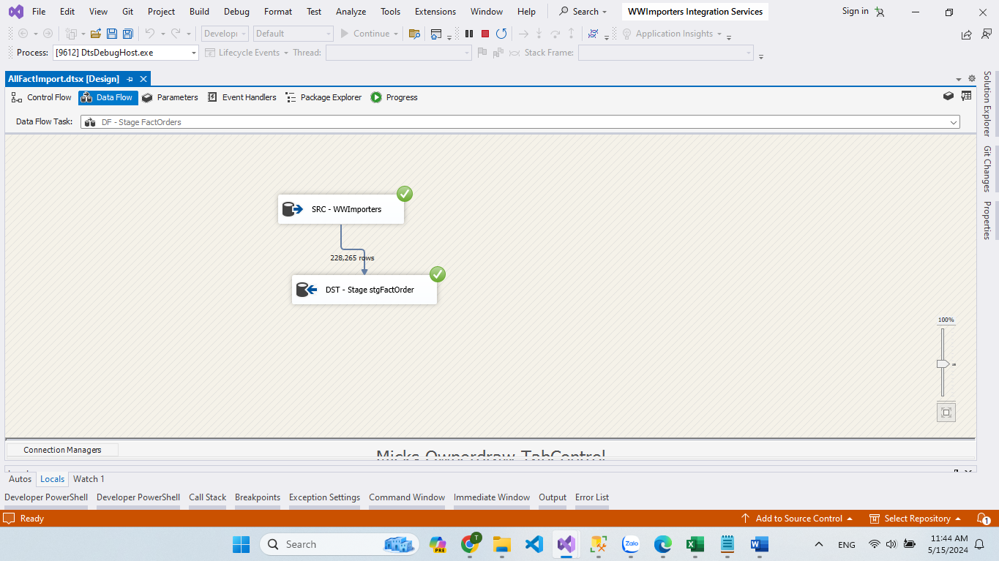 File Edit View Git Project Build Debug Format Test Analyze Tools Extensions Window Help Search WWImporters Integration Services Sign in
Develop Default Continue Application Insights
Process: [9612] DtsDebugHost.exe Lifecycle Events Thread: Stack Frame:
AllFactImport.dtsx [Design]
Control Flow Data Flow Parameters Event Handlers Package Explorer Progress
Data Flow Task: DF - Stage FactOrders
Solution Explorer
Git Changes
Properties
SRC - WWImporters
228,265 rows
DST - Stage stgFactOrder
100%
Connection Managers
Micks Ownerdraw TabControl
Autos Locals Watch 1
Developer PowerShell Developer PowerShell Call Stack Breakpoints Exception Settings Command Window Immediate Window Output Error List
Ready Add to Source Control Select Repository 1
Search PRE T Zalo ENG 11:44 AM
5/15/2024